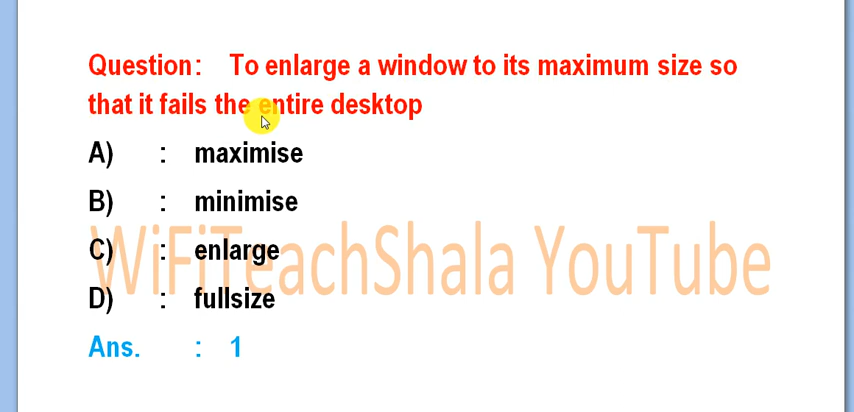 Question: To enlarge a window to its maximum size so
that it fails the entire desktop
A) : maximise
B) : minimise
C) : enlarge
WiFiTeachShala YouTube
D) : fullsize
Ans. : 1